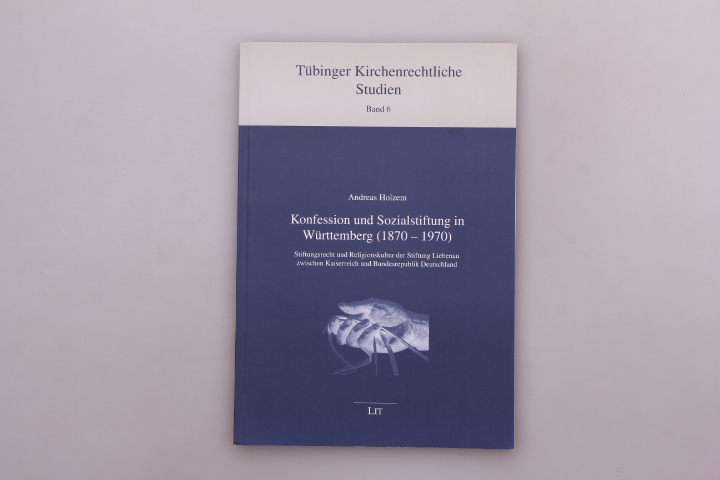 Tübinger Kirchenrechtliche
Studien
Band 6
Andreas Holzem
Konfession und Sozialstiftung in
Württemberg (1870 – 1970)
Stiftungsrecht und Religionskultur der Stiftung Liebenau
zwischen Kaiserreich und Bundesrepublik Deutschland
LIT